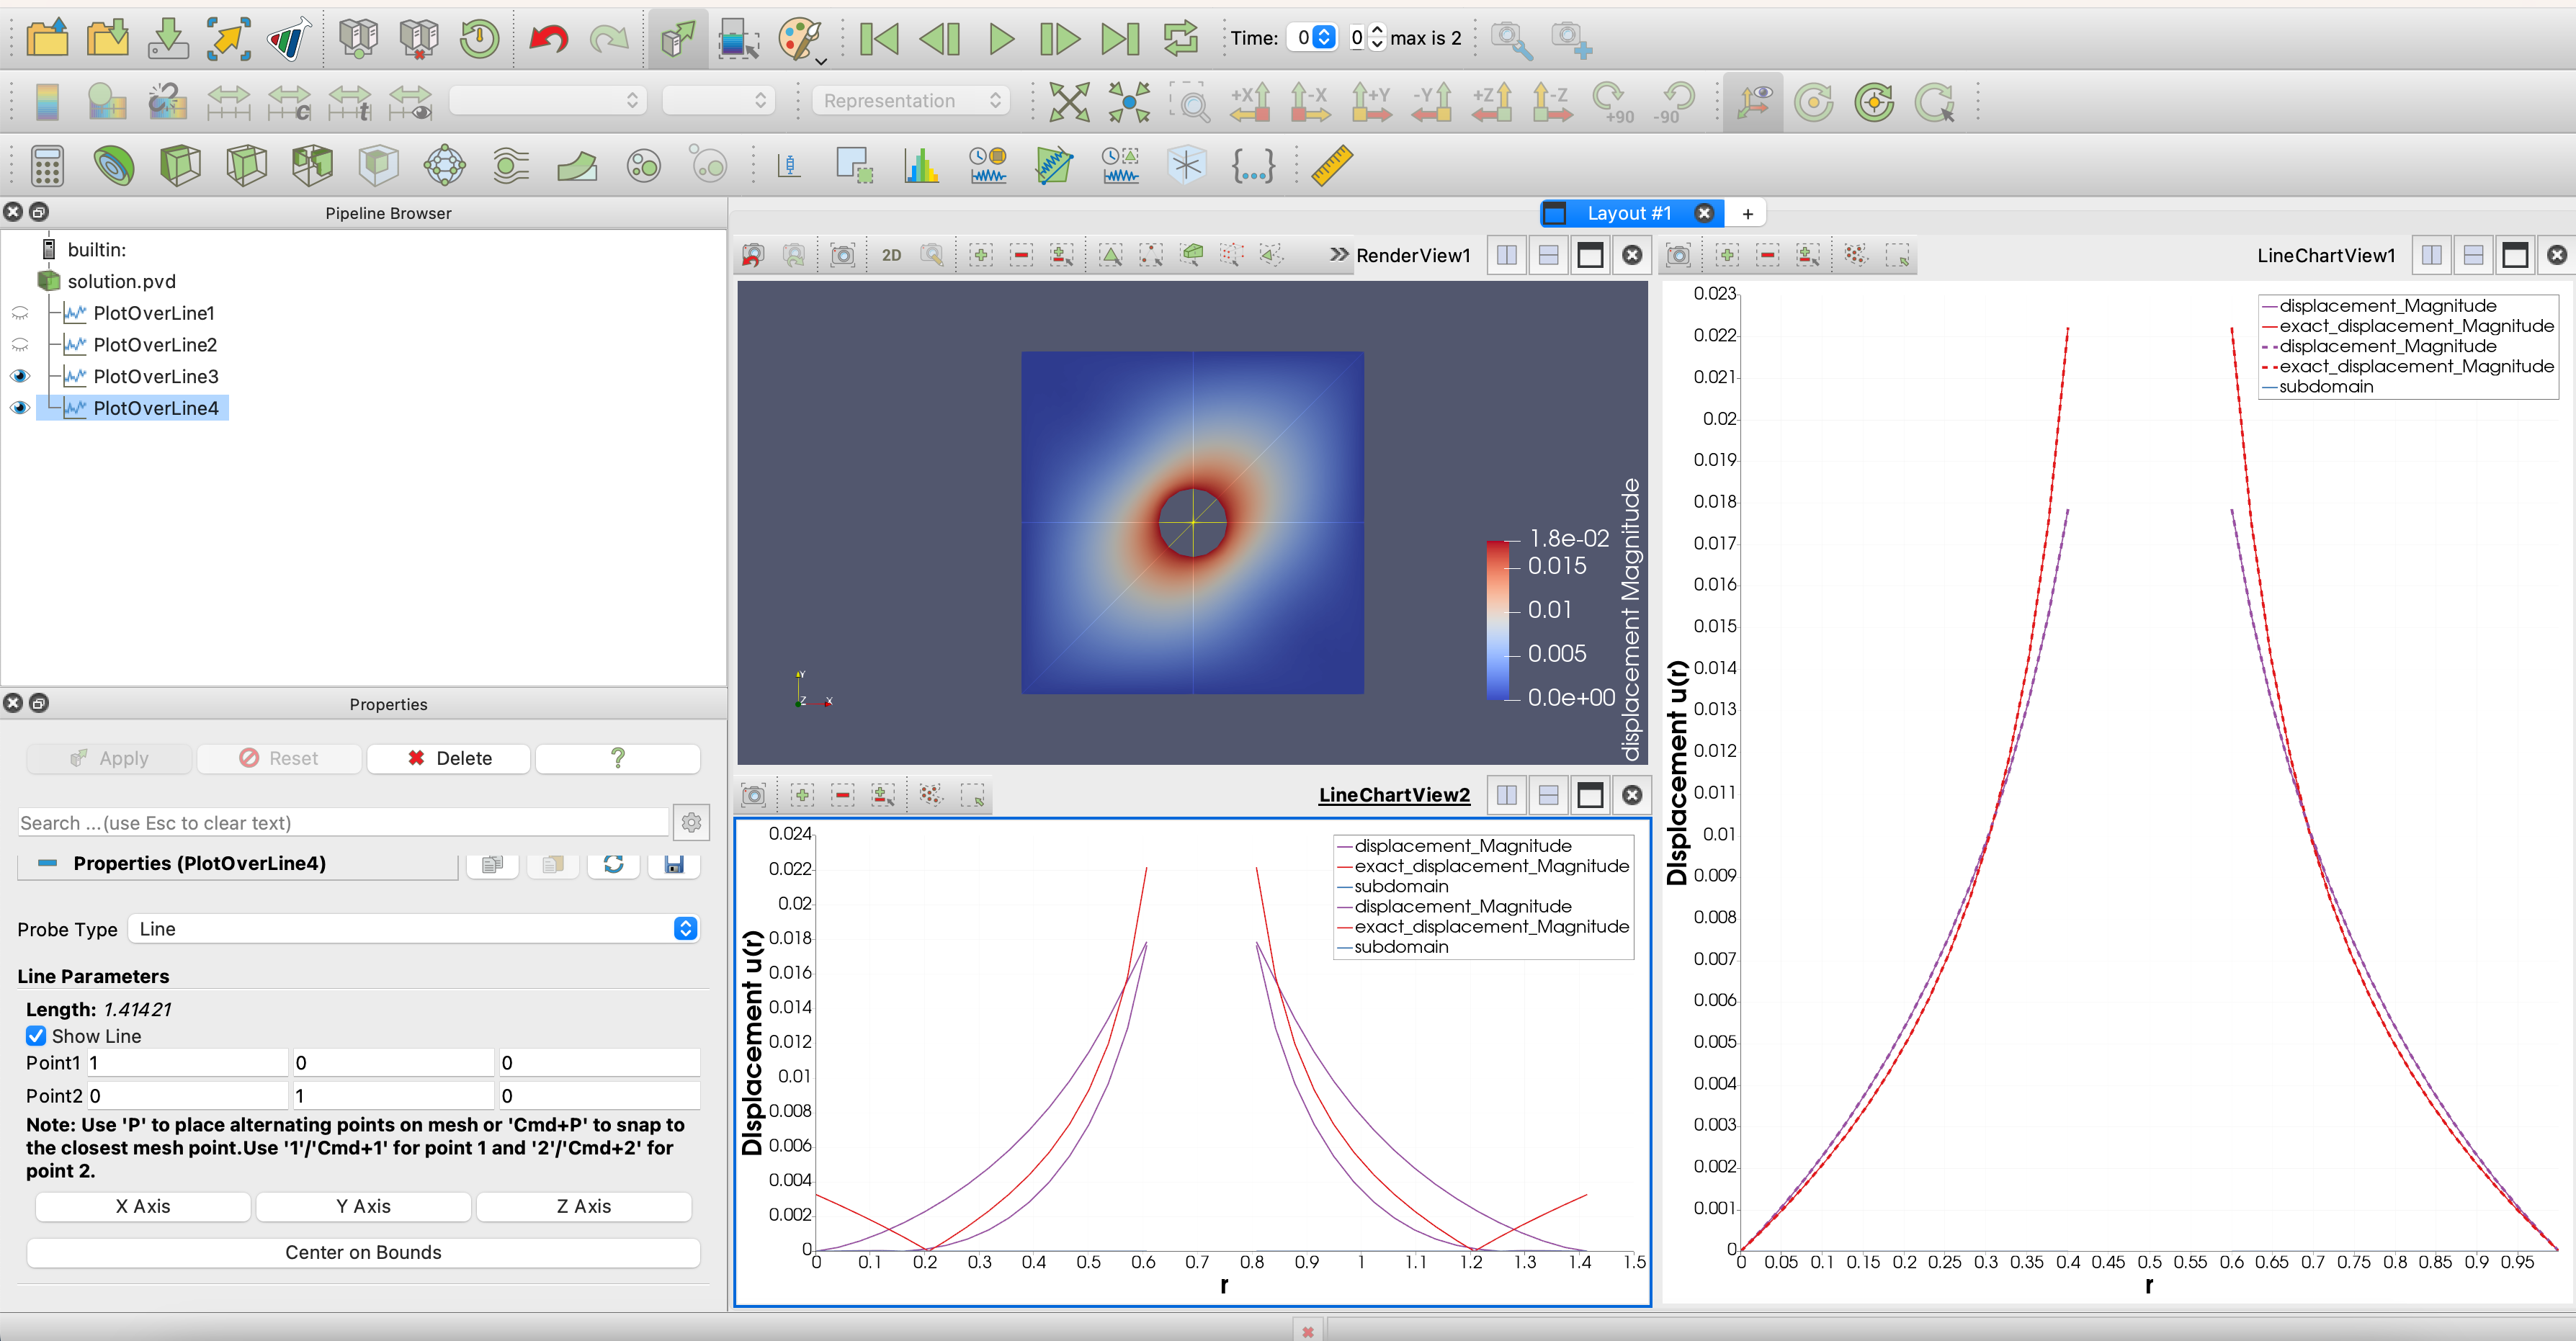 Time: 0 0 max is 2
Representation
+X -X +Y -Y +Z -Z +90 -90
Pipeline Browser
builtin:
solution.pvd
PlotOverLine1
PlotOverLine2
PlotOverLine3
PlotOverLine4
Properties
Apply Reset Delete ?
Search ...(use Esc to clear text)
Properties (PlotOverLine4)
Probe Type Line
Line Parameters
Length: 1.41421
Show Line
Point1 1 0 0
Point2 0 1 0
Note: Use 'P' to place alternating points on mesh or 'Cmd+P' to snap to
the closest mesh point.Use '1'/'Cmd+1' for point 1 and '2'/'Cmd+2' for
point 2.
X Axis Y Axis Z Axis
Center on Bounds
Layout #1 +
2D RenderView1
1.8e-02
0.015
0.01
0.005
0.0e+00
displacement Magnitude
Y
Z X
LineChartView2
0.024
0.022
0.02
0.018
0.016
0.014
0.012
0.01
0.008
0.006
0.004
0.002
0
DIsplacement u(r)
displacement_Magnitude
exact_displacement_Magnitude
subdomain
displacement_Magnitude
exact_displacement_Magnitude
subdomain
0 0.1 0.2 0.3 0.4 0.5 0.6 0.7 0.8 0.9 1 1.1 1.2 1.3 1.4 1.5
r
LineChartView1
0.023
0.022
0.021
0.02
0.019
0.018
0.017
0.016
0.015
0.014
0.013
0.012
0.011
0.01
0.009
0.008
0.007
0.006
0.005
0.004
0.003
0.002
0.001
0
DIsplacement u(r)
displacement_Magnitude
exact_displacement_Magnitude
displacement_Magnitude
exact_displacement_Magnitude
subdomain
0 0.05 0.1 0.15 0.2 0.25 0.3 0.35 0.4 0.45 0.5 0.55 0.6 0.65 0.7 0.75 0.8 0.85 0.9 0.95
r